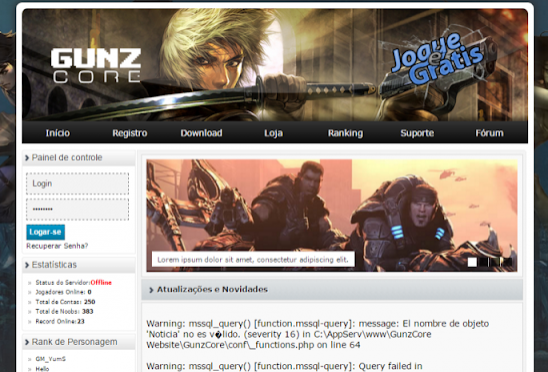 GUNZ
CORE
Jogue
é
Grátis
Início Registro Download Loja Ranking Suporte Fórum
Painel de controle
Login
••••••••
Logar-se
Recuperar Senha?
Estatísticas
Status do Servidor:Offline
Jogadores Online: 0
Total de Contas: 250
Total de Noobs: 383
Record Online:23
Rank de Personagem
GM_YumS
Hello
Lorem ipsum dolor sit amet, consectetur adipiscing elit.
Atualizações e Novidades
Warning: mssql_query() [function.mssql-query]: message: El nombre de objeto
'Noticia' no es v�lido. (severity 16) in C:\AppServ\www\GunzCore
Website\GunzCore\conf\_functions.php on line 64
Warning: mssql_query() [function.mssql-query]: Query failed in